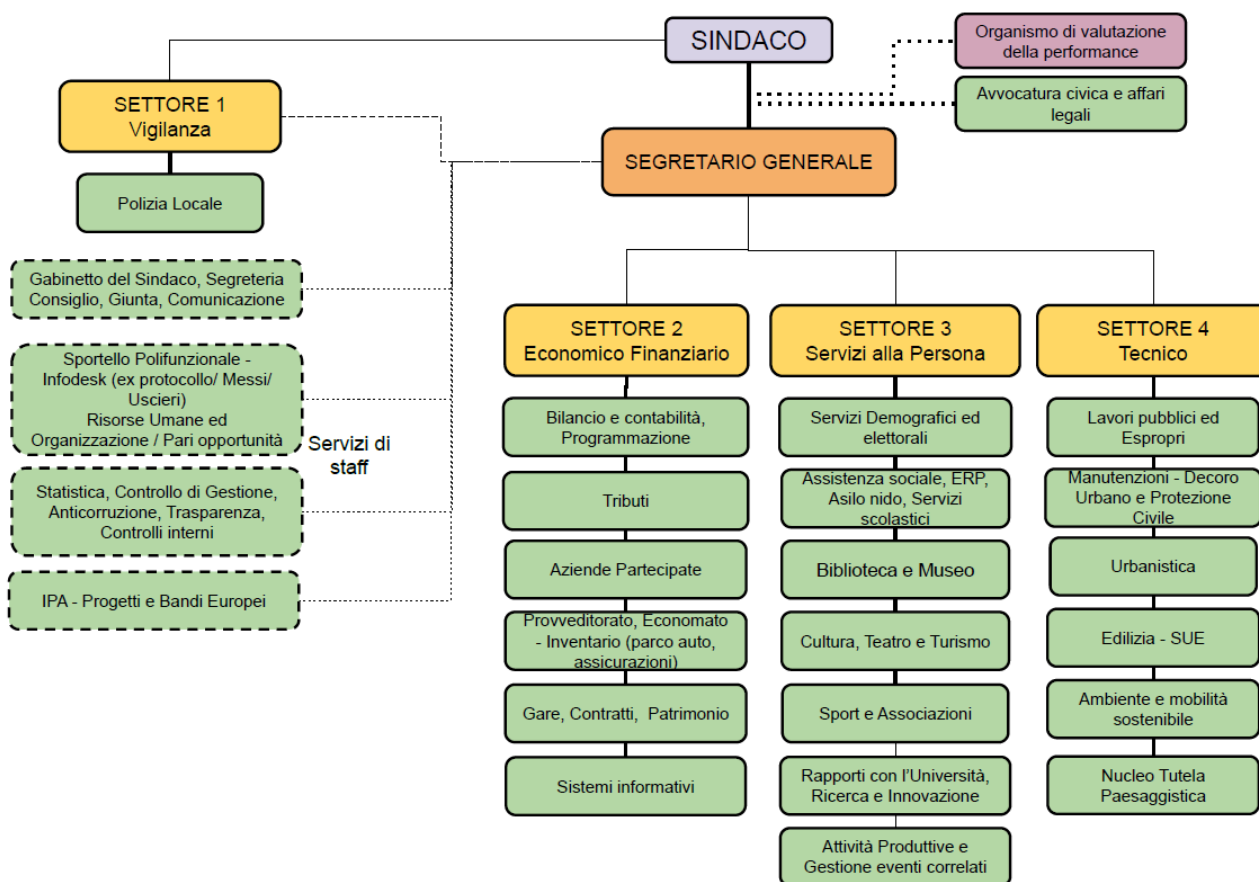 SINDACO
Organismo di valutazione
della performance
Avvocatura civica e affari
legali
SETTORE 1
Vigilanza
SEGRETARIO GENERALE
Polizia Locale
Gabinetto del Sindaco, Segreteria
Consiglio, Giunta, Comunicazione
Sportello Polifunzionale -
Infodesk (ex protocollo/ Messi/
Uscieri)
Risorse Umane ed
Organizzazione / Pari opportunità
Servizi di
staff
Statistica, Controllo di Gestione,
Anticorruzione, Trasparenza,
Controlli interni
IPA - Progetti e Bandi Europei
SETTORE 2
Economico Finanziario
Bilancio e contabilità,
Programmazione
Tributi
Aziende Partecipate
Provveditorato, Economato
- Inventario (parco auto,
assicurazioni)
Gare, Contratti, Patrimonio
Sistemi informativi
SETTORE 3
Servizi alla Persona
Servizi Demografici ed
elettorali
Assistenza sociale, ERP,
Asilo nido, Servizi
scolastici
Biblioteca e Museo
Cultura, Teatro e Turismo
Sport e Associazioni
Rapporti con l'Università,
Ricerca e Innovazione
Attività Produttive e
Gestione eventi correlati
SETTORE 4
Tecnico
Lavori pubblici ed
Espropri
Manutenzioni - Decoro
Urbano e Protezione
Civile
Urbanistica
Edilizia - SUE
Ambiente e mobilità
sostenibile
Nucleo Tutela
Paesaggistica